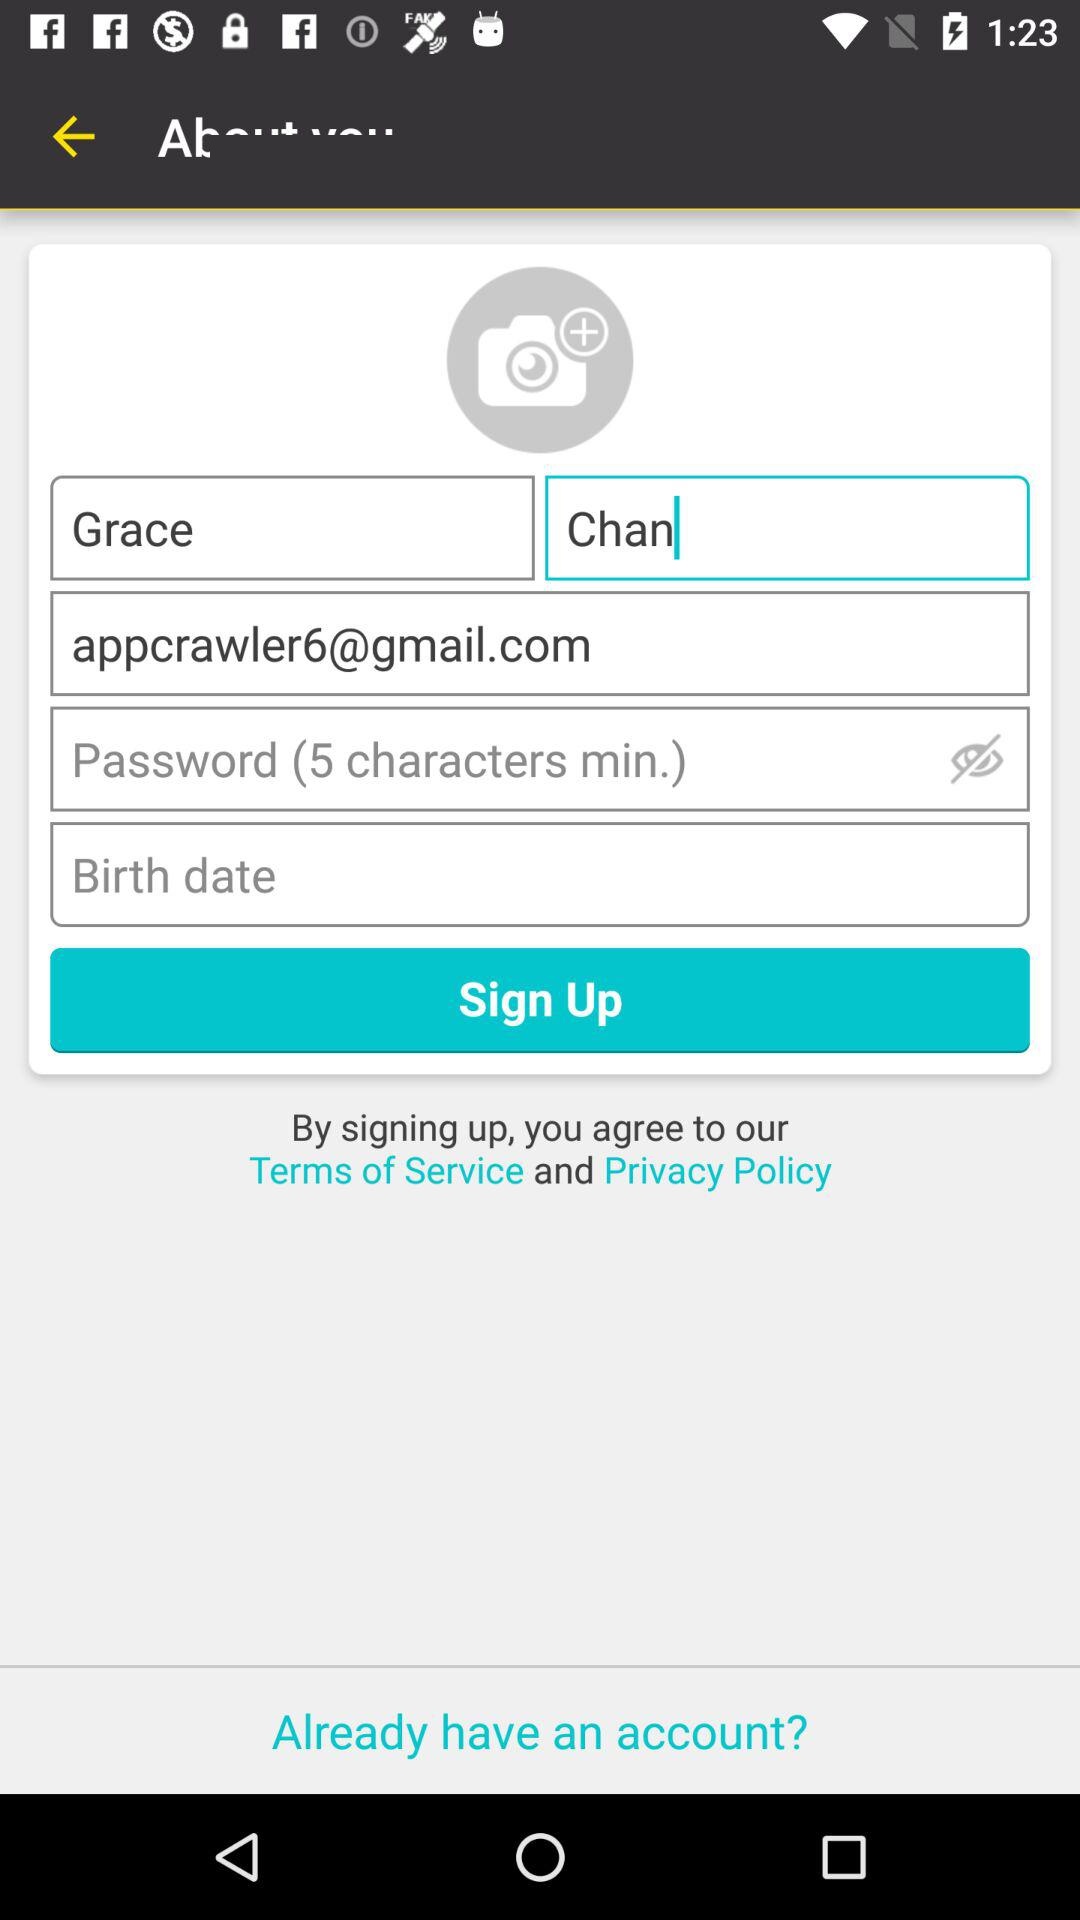 FAKE
1:23
About you
Grace
Chan
appcrawler6@gmail.com
Password (5 characters min.)
Birth date
Sign Up
By signing up, you agree to our
Terms of Service and Privacy Policy
Already have an account?